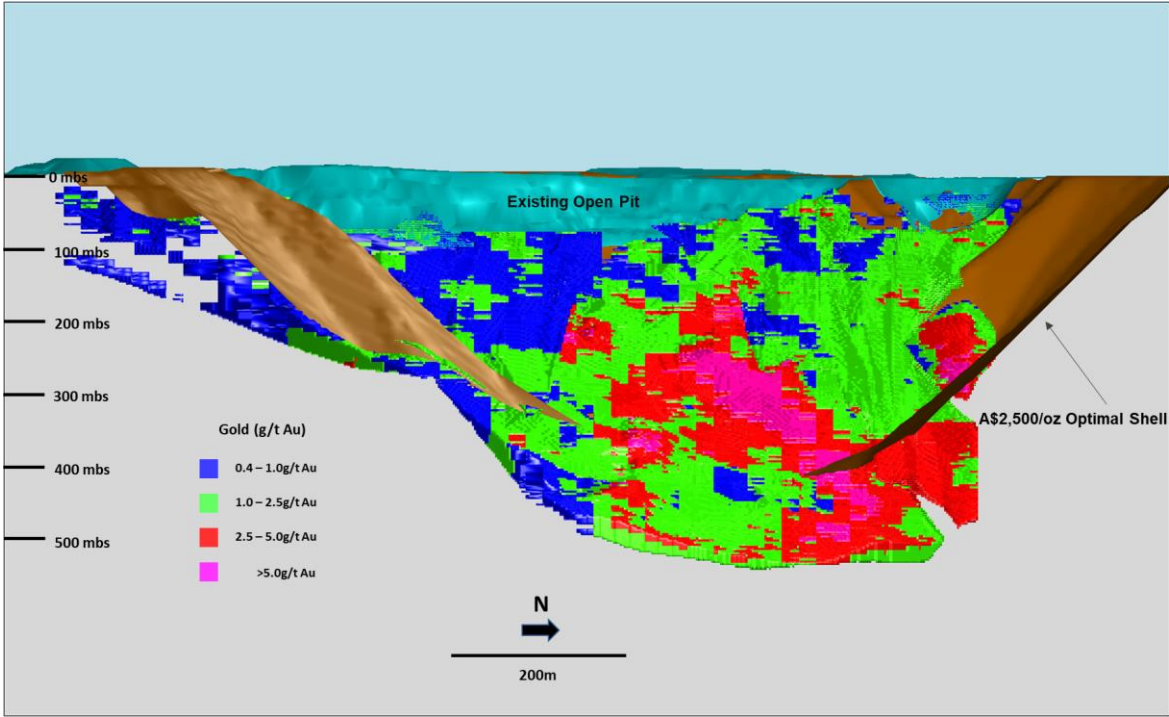 0 mbs
Existing Open Pit
100 mbs
200 mbs
300 mbs
A$2,500/oz Optimal Shell
Gold (g/t Au)
0.4 – 1.0g/t Au
400 mbs
1.0 – 2.5g/t Au
2.5 – 5.0g/t Au
500 mbs
>5.0g/t Au
N
200m